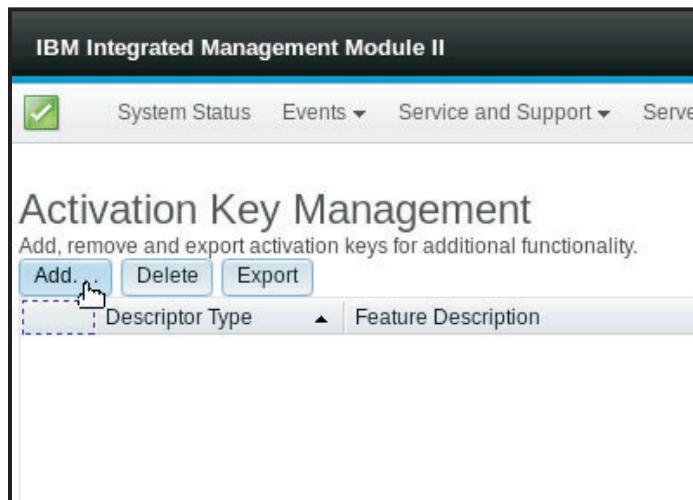 IBM Integrated Management Module II
System Status Events Service and Support Serve
Activation Key Management
Add, remove and export activation keys for additional functionality.
Add... Delete Export
Descriptor Type Feature Description